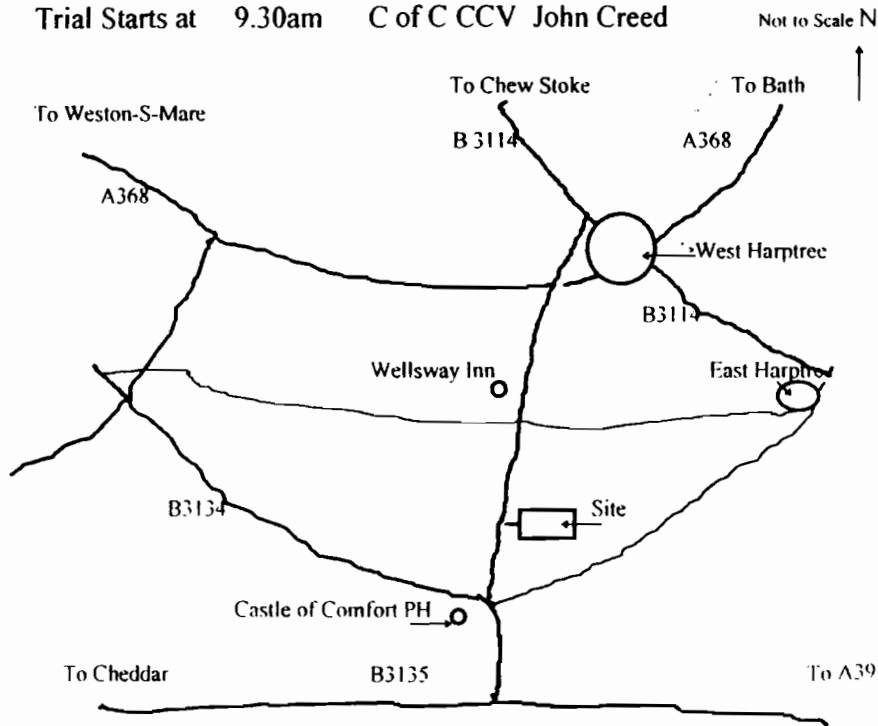 Trial Starts at 9.30am C of C CCV John Creed
Not to Scale N
To Chew Stoke
To Bath
To Weston-S-Mare
B 3114
A368
A368
West Harptree
B3114
Wellsway Inn
East Harptree
Site
B3134
Castle of Comfort PH
To Cheddar
B3135
To A39